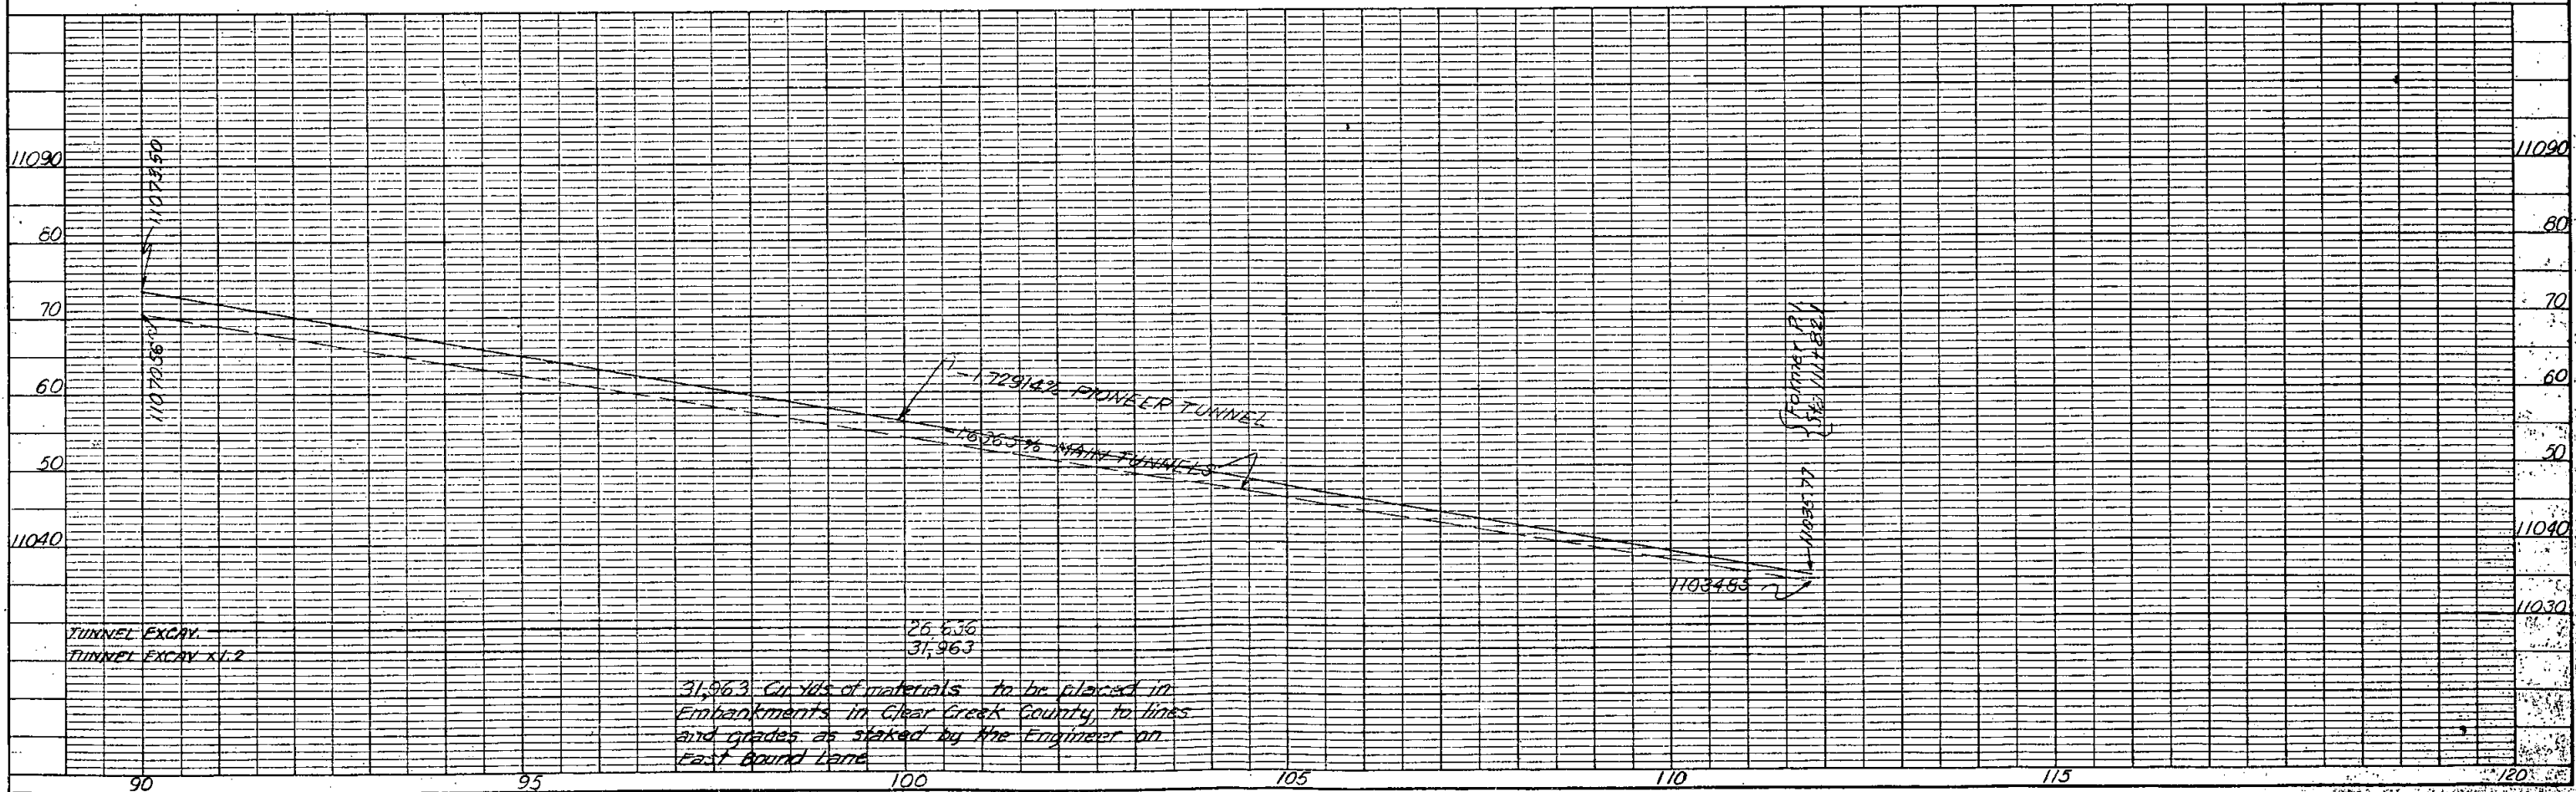 11090
80
70
60
50
11040
11073.50
11070.56
-1.72914% PIONEER TUNNEL
-1.6365% MAIN TUNNELS
Former P.I.
Sta. 111+82.1
11035.77
11034.85
11090
80
70
60
50
11040
11030
TUNNEL EXCAV. 26,636
TUNNEL EXCAV X1.2 31,963
31,963 Cu. Yds of materials to be placed in
Embankments in Clear Creek County, to lines
and grades as staked by the Engineer on
East Bound Lane
90 95 100 105 110 115 120